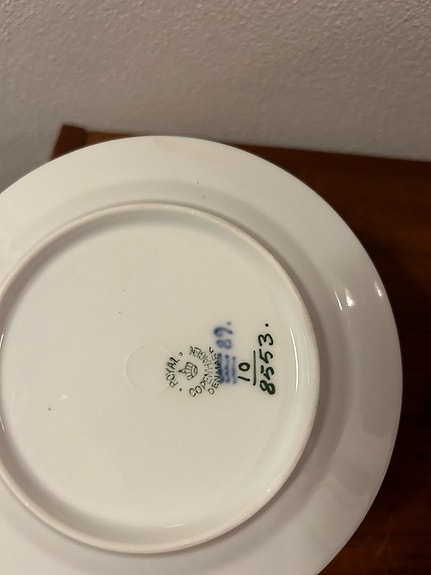 ROYAL
COPENHAGEN
DENMARK
89.
10
8553.